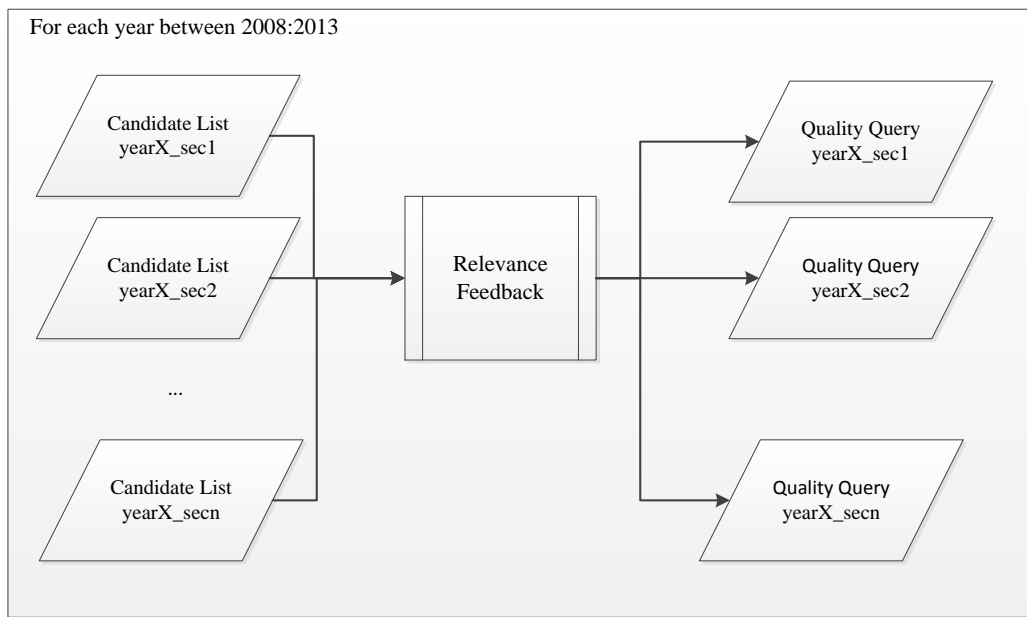 For each year between 2008:2013
Candidate List
yearX_sec1
Candidate List
yearX_sec2
...
Candidate List
yearX_secn
Relevance
Feedback
Quality Query
yearX_sec1
Quality Query
yearX_sec2
Quality Query
yearX_secn